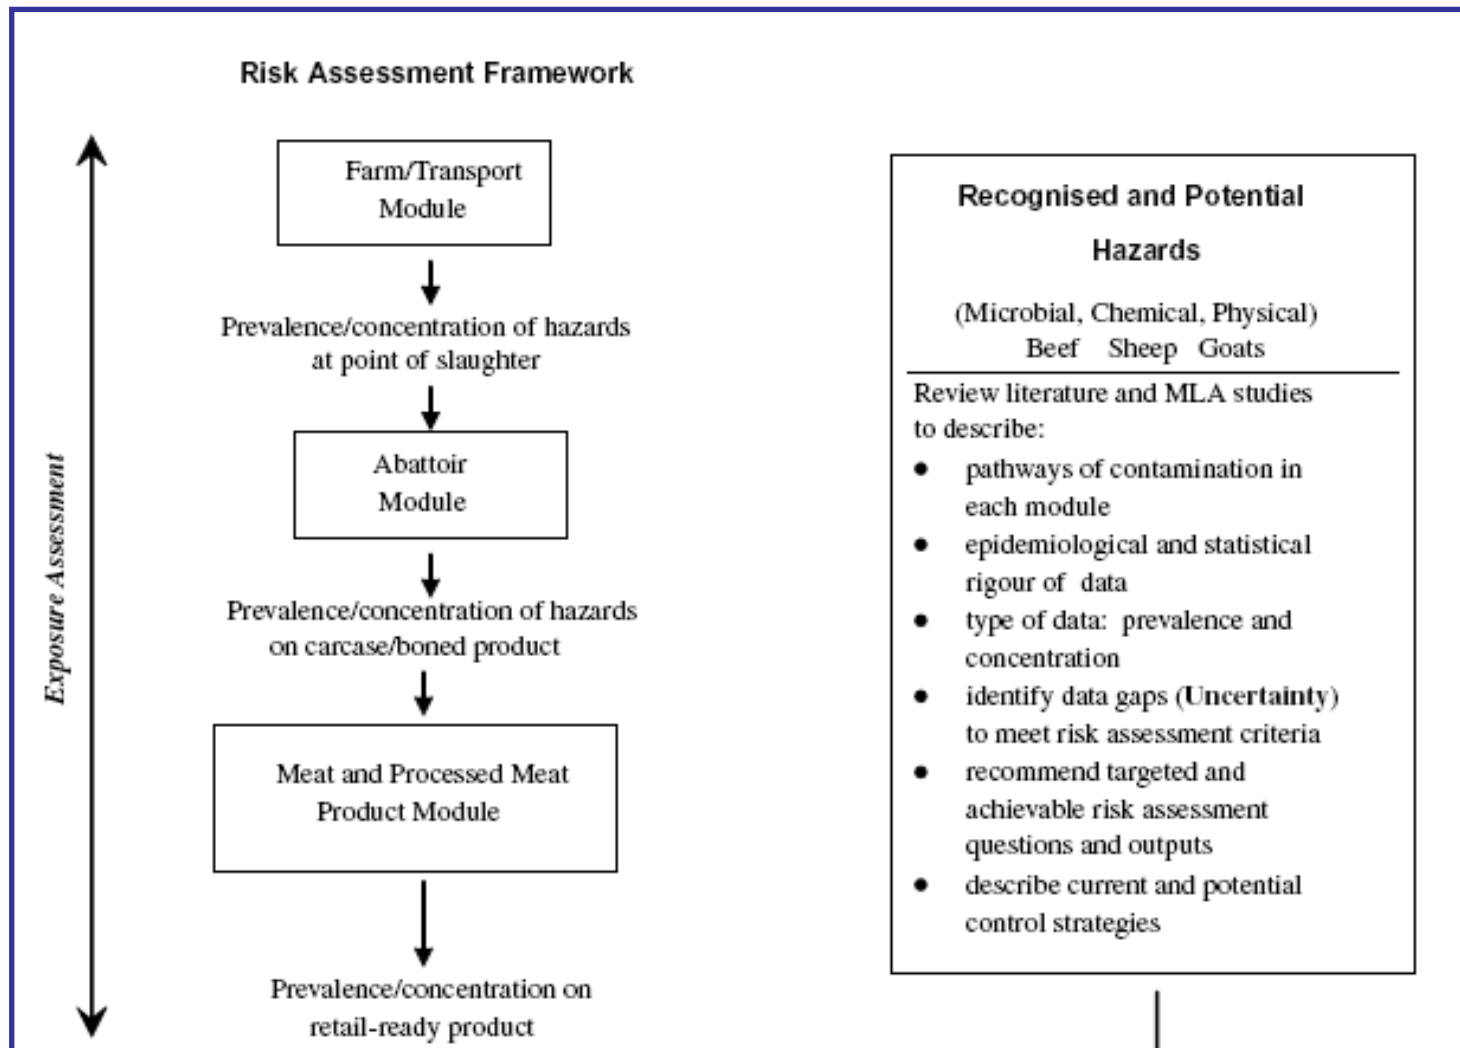 Risk Assessment Framework
Farm/Transport
Module
Prevalence/concentration of hazards
at point of slaughter
Abattoir
Module
Prevalence/concentration of hazards
on carcase/boned product
Meat and Processed Meat
Product Module
Prevalence/concentration on
retail-ready product
Exposure Assessment
Recognised and Potential
Hazards
(Microbial, Chemical, Physical)
Beef Sheep Goats
Review literature and MLA studies
to describe:
● pathways of contamination in
each module
● epidemiological and statistical
rigour of data
● type of data: prevalence and
concentration
● identify data gaps (Uncertainty)
to meet risk assessment criteria
● recommend targeted and
achievable risk assessment
questions and outputs
● describe current and potential
control strategies